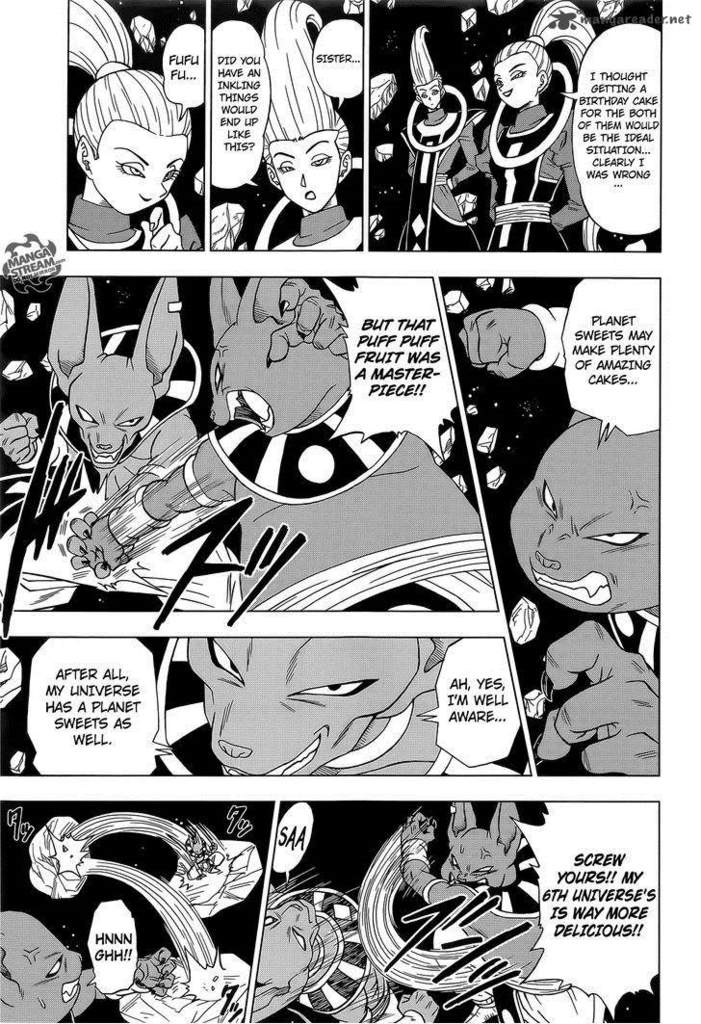 mangareader.net
I THOUGHT
GETTING A
BIRTHDAY CAKE
FOR THE BOTH
OF THEM WOULD
BE THE IDEAL
SITUATION...
CLEARLY I
WAS WRONG
...
SISTER...
DID YOU
HAVE AN
INKLING
THINGS
WOULD
END UP
LIKE
THIS?
FUFU
FU...
MANGA
STREAM
PLANET
SWEETS MAY
MAKE PLENTY
OF AMAZING
CAKES...
BUT THAT
PUFF PUFF
FRUIT WAS
A MASTER-
PIECE!!
AH, YES,
I'M WELL
AWARE...
AFTER ALL,
MY UNIVERSE
HAS A PLANET
SWEETS AS
WELL.
SCREW
YOURS!! MY
6TH UNIVERSE'S
IS WAY MORE
DELICIOUS!!
SAA
HNNN
GHH!!